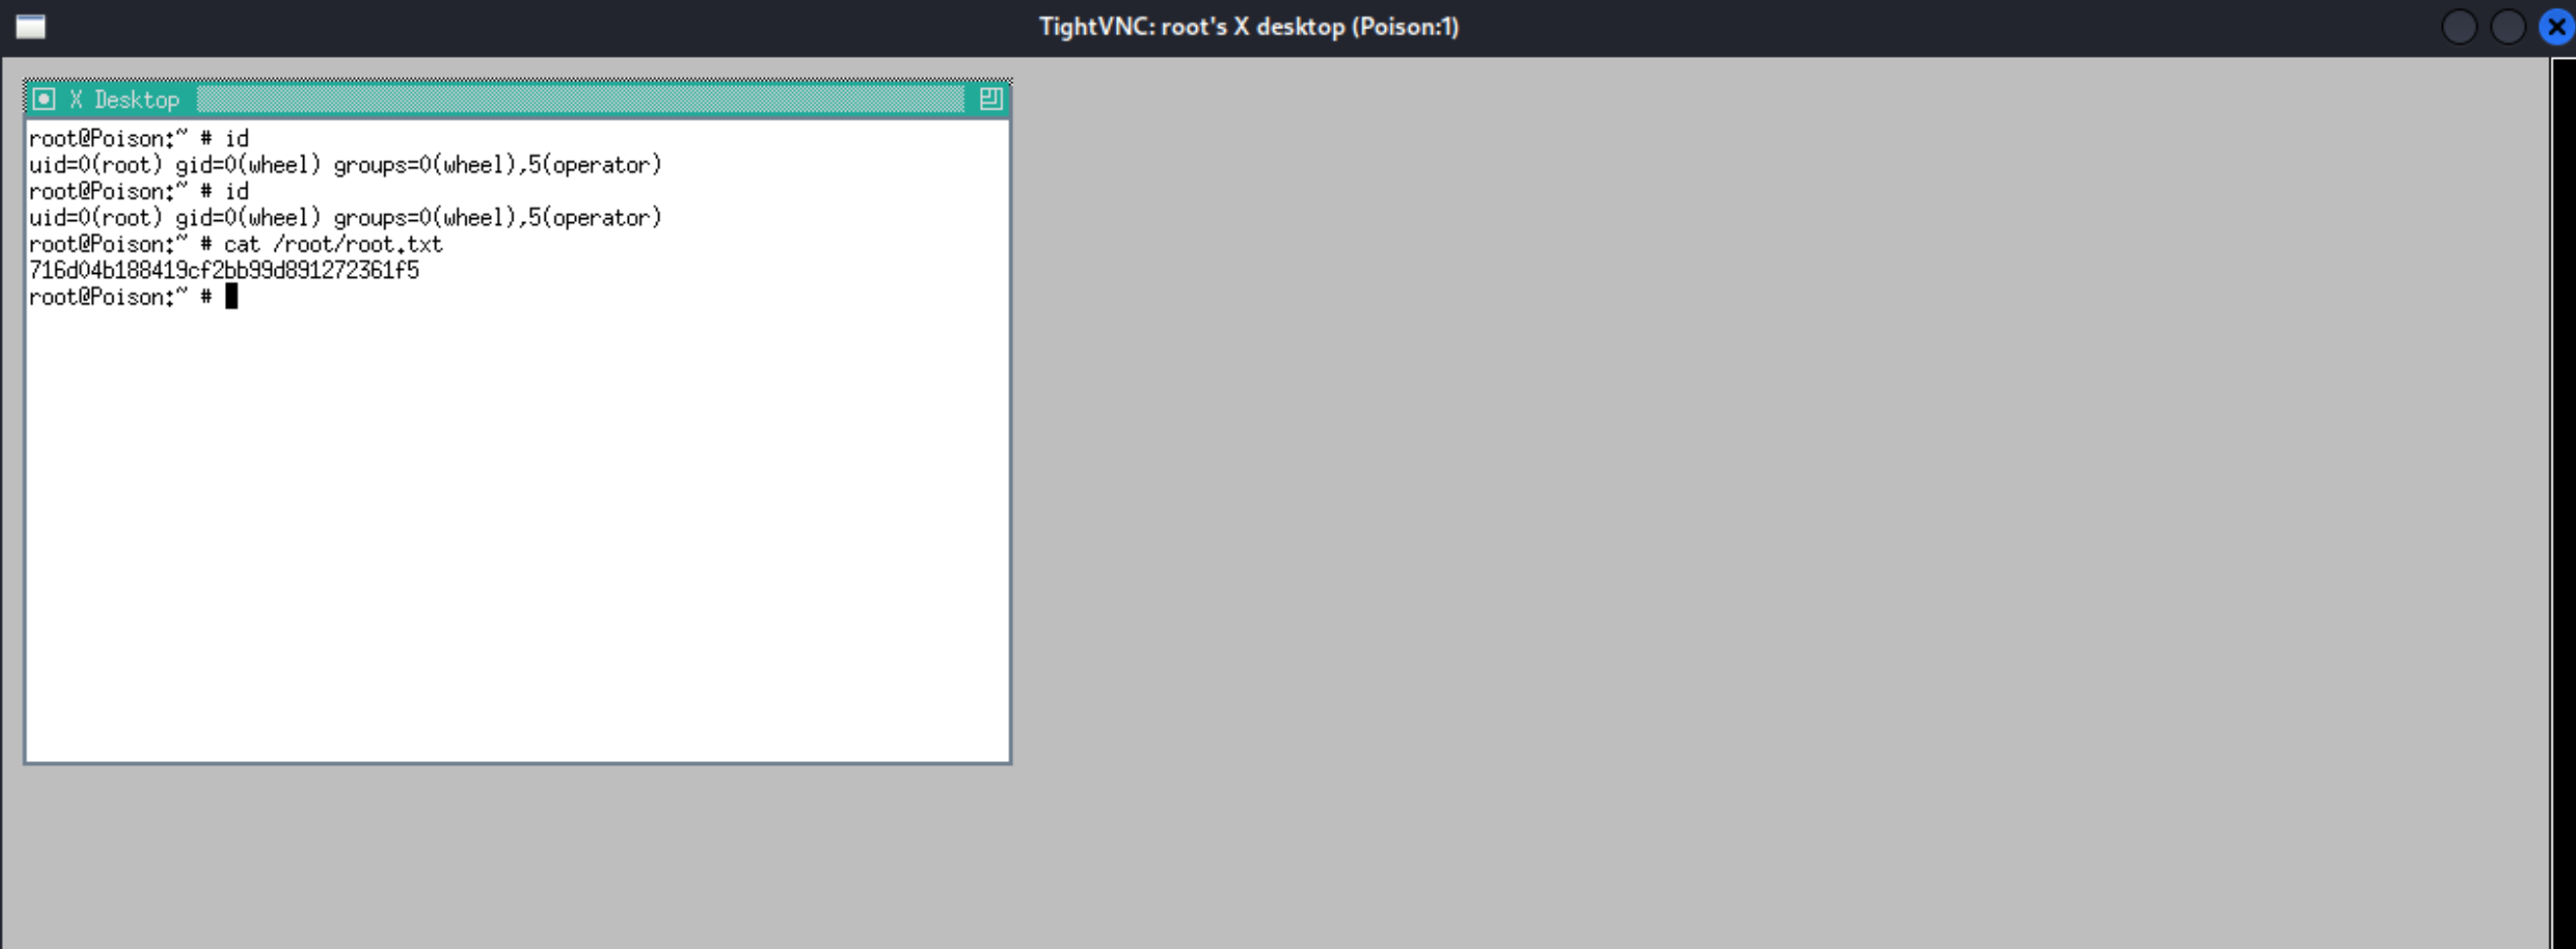 TightVNC: root's X desktop (Poison:1)
X Desktop
root@Poison:~ # id
uid=0(root) gid=0(wheel) groups=0(wheel),5(operator)
root@Poison:~ # id
uid=0(root) gid=0(wheel) groups=0(wheel),5(operator)
root@Poison:~ # cat /root/root.txt
716d04b188419cf2bb99d891272361f5
root@Poison:~ #